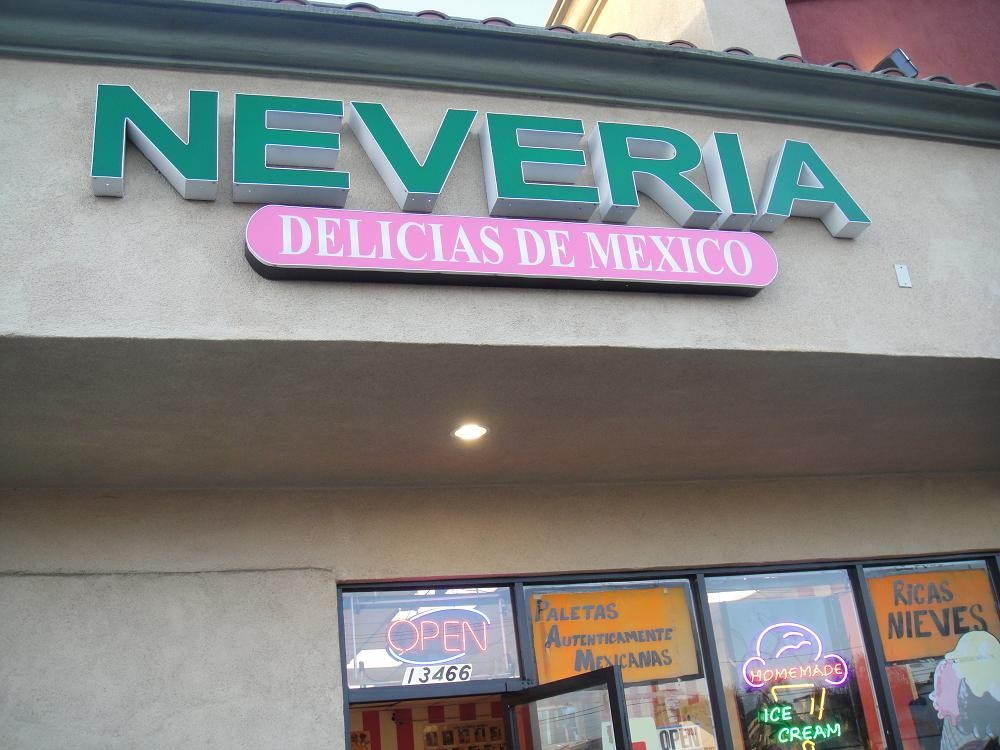 NEVERIA
DELICIAS DE MEXICO
OPEN
13466
PALETAS
AUTENTICAMENTE
MEXICANAS
HOMEMADE
ICE
CREAM
RICAS
NIEVES
OPEN